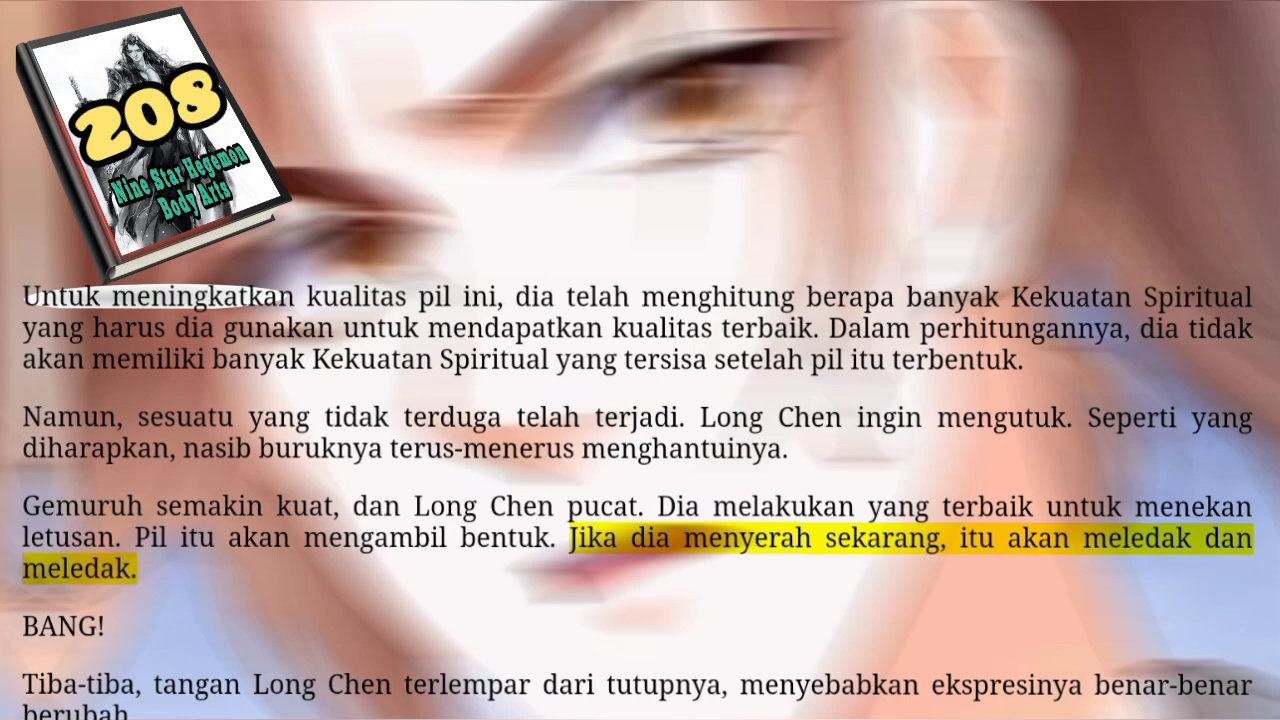 208
Nine Star Hegemon
Body Arts
Untuk meningkatkan kualitas pil ini, dia telah menghitung berapa banyak Kekuatan Spiritual
yang harus dia gunakan untuk mendapatkan kualitas terbaik. Dalam perhitungannya, dia tidak
akan memiliki banyak Kekuatan Spiritual yang tersisa setelah pil itu terbentuk.
Namun, sesuatu yang tidak terduga telah terjadi. Long Chen ingin mengutuk. Seperti yang
diharapkan, nasib buruknya terus-menerus menghantuinya.
Gemuruh semakin kuat, dan Long Chen pucat. Dia melakukan yang terbaik untuk menekan
letusan. Pil itu akan mengambil bentuk. Jika dia menyerah sekarang, itu akan meledak dan
meledak.
BANG!
Tiba-tiba, tangan Long Chen terlempar dari tutupnya, menyebabkan ekspresinya benar-benar
berubah.